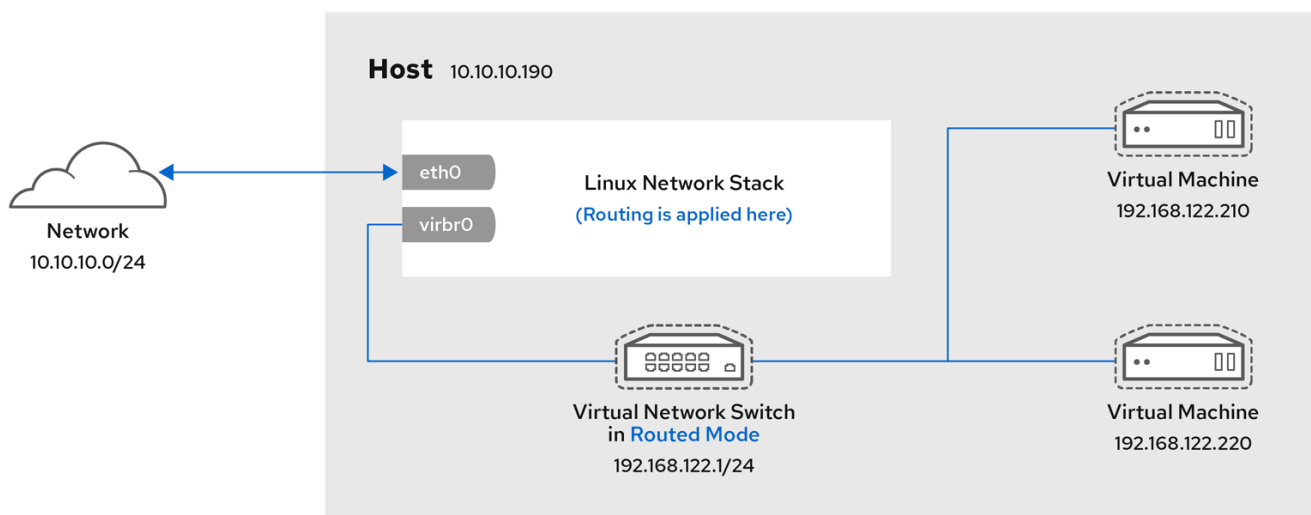 Host 10.10.10.190
eth0
virbr0
Linux Network Stack
(Routing is applied here)
Network
10.10.10.0/24
Virtual Machine
192.168.122.210
Virtual Network Switch
in Routed Mode
192.168.122.1/24
Virtual Machine
192.168.122.220